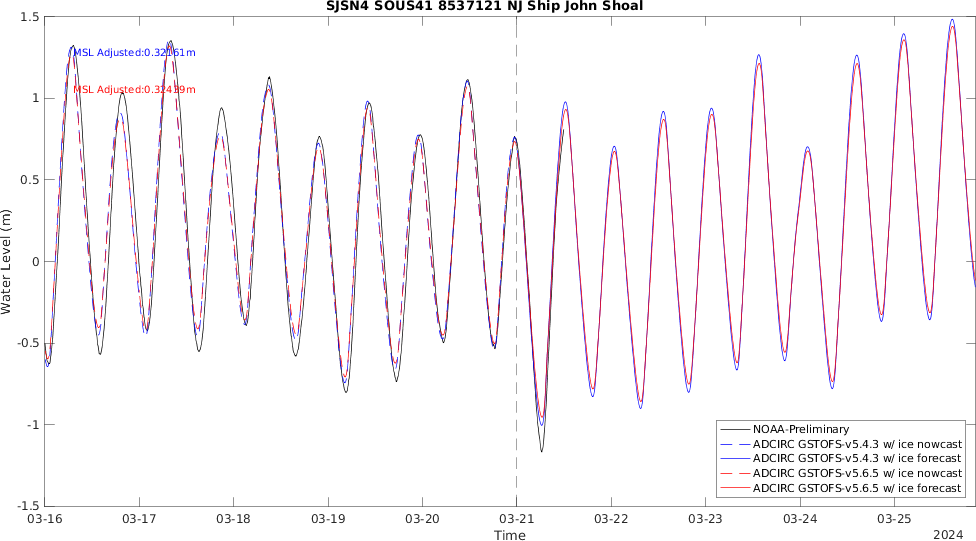 SJSN4 SOUS41 8537121 NJ Ship John Shoal
Water Level (m)
1.5
1
0.5
0
-0.5
-1
-1.5
MSL Adjusted:0.32161m
MSL Adjusted:0.32439m
NOAA-Preliminary
ADCIRC GSTOFS-v5.4.3 w/ ice nowcast
ADCIRC GSTOFS-v5.4.3 w/ ice forecast
ADCIRC GSTOFS-v5.6.5 w/ ice nowcast
ADCIRC GSTOFS-v5.6.5 w/ ice forecast
03-16 03-17 03-18 03-19 03-20 03-21 03-22 03-23 03-24 03-25
Time
2024